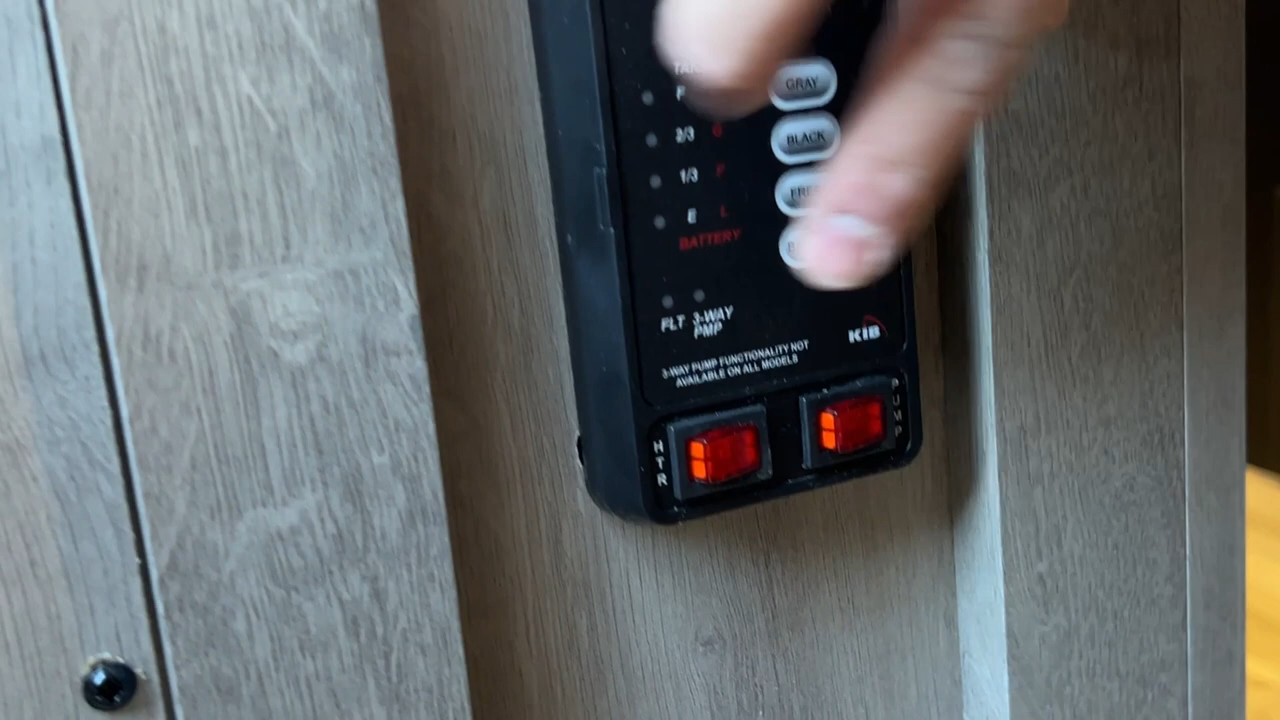 GRAY
2/3
BLACK
1/3 F
E L
BATTERY
FLT 3-WAY
PMP
KIB
3-WAY PUMP FUNCTIONALITY NOT
AVAILABLE ON ALL MODELS
HTR
PUMP